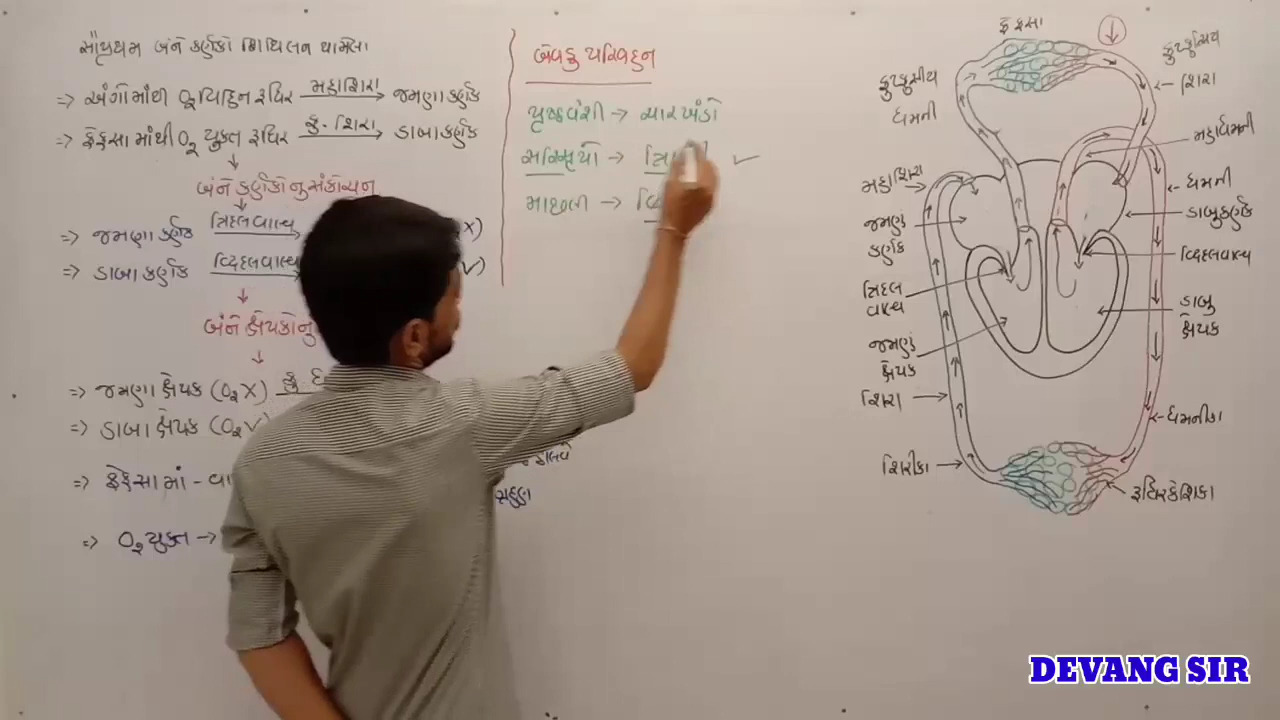 સૌપ્રથમ બંને કર્ણકો શિથિલન પામેલા
=> અંગોમાંથી O₂ વિહિન રુધિર મહાશિરા જમણા કર્ણક
=> ફેફસામાંથી O₂ યુક્ત રુધિર ફુ. શિરા ડાબા કર્ણક
બંને કર્ણકોનુ સંકોચન
=> જમણા કર્ણક ત્રિદલવાલ્વ X)
=> ડાબા કર્ણક દ્વિદલવાલ્વ √)
બંને ક્ષેપકોનુ
=> જમણા ક્ષેપક (O₂X) ફુ
=> ડાબા ક્ષેપક (O₂√)
=> ફેફસામાં -
=> O₂ યુક્ત →
બેવડુ પરિવહન
પૃષ્ઠવંશી → ચારખંડો
સરિસૃપો →
માછલી →
ફેફસા
ફુફ્ફુસીય ધમની
ફુફ્ફુસીય
શિરા
મહાધમની
મહાશિરા
ધમની
જમણું કર્ણક
ડાબુ કર્ણક
દ્વિદલવાલ્વ
ત્રિદલ વાલ્વ
ડાબુ ક્ષેપક
જમણું ક્ષેપક
શિરા
ધમનીકા
શિરીકા
રુધિરકેશિકા
DEVANG SIR